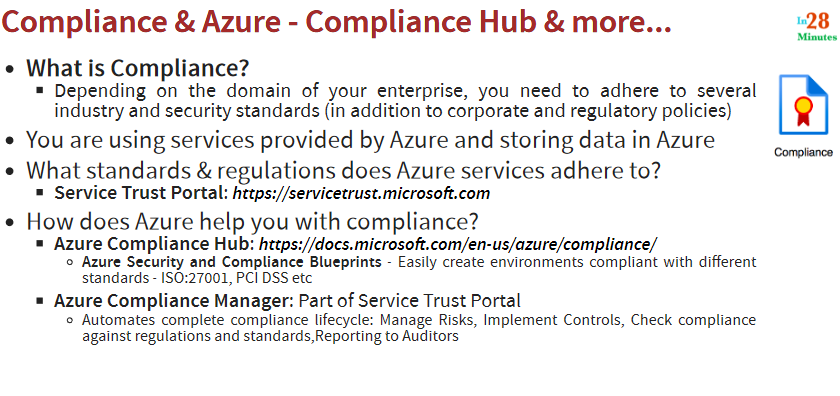 Compliance & Azure - Compliance Hub & more...
In28
Minutes
• What is Compliance?
▪ Depending on the domain of your enterprise, you need to adhere to several
industry and security standards (in addition to corporate and regulatory policies)
Compliance
• You are using services provided by Azure and storing data in Azure
• What standards & regulations does Azure services adhere to?
▪ Service Trust Portal: https://servicetrust.microsoft.com
• How does Azure help you with compliance?
▪ Azure Compliance Hub: https://docs.microsoft.com/en-us/azure/compliance/
◦ Azure Security and Compliance Blueprints - Easily create environments compliant with different
standards - ISO:27001, PCI DSS etc
▪ Azure Compliance Manager: Part of Service Trust Portal
◦ Automates complete compliance lifecycle: Manage Risks, Implement Controls, Check compliance
against regulations and standards,Reporting to Auditors